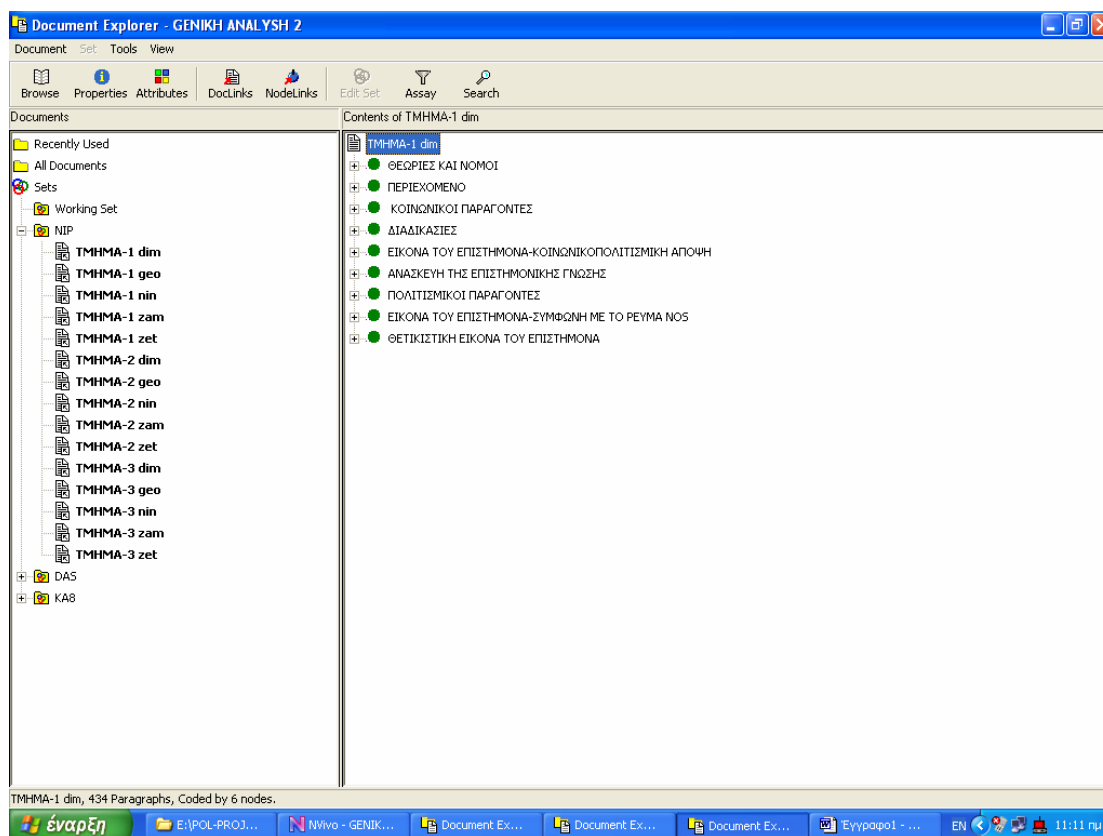 Document Explorer - GENIKH ANALYSH 2
Document Set Tools View
Browse Properties Attributes DocLinks NodeLinks Edit Set Assay Search
Documents
Contents of ΤΜΗΜΑ-1 dim
Recently Used
All Documents
Sets
Working Set
NIP
ΤΜΗΜΑ-1 dim
ΤΜΗΜΑ-1 geo
ΤΜΗΜΑ-1 nin
ΤΜΗΜΑ-1 zam
ΤΜΗΜΑ-1 zet
ΤΜΗΜΑ-2 dim
ΤΜΗΜΑ-2 geo
ΤΜΗΜΑ-2 nin
ΤΜΗΜΑ-2 zam
ΤΜΗΜΑ-2 zet
ΤΜΗΜΑ-3 dim
ΤΜΗΜΑ-3 geo
ΤΜΗΜΑ-3 nin
ΤΜΗΜΑ-3 zam
ΤΜΗΜΑ-3 zet
DAS
KA8
ΤΜΗΜΑ-1 dim
ΘΕΩΡΙΕΣ ΚΑΙ ΝΟΜΟΙ
ΠΕΡΙΕΧΟΜΕΝΟ
ΚΟΙΝΩΝΙΚΟΙ ΠΑΡΑΓΟΝΤΕΣ
ΔΙΑΔΙΚΑΣΙΕΣ
ΕΙΚΟΝΑ ΤΟΥ ΕΠΙΣΤΗΜΟΝΑ-ΚΟΙΝΩΝΙΚΟΠΟΛΙΤΙΣΜΙΚΗ ΑΠΟΨΗ
ΑΝΑΣΚΕΥΗ ΤΗΣ ΕΠΙΣΤΗΜΟΝΙΚΗΣ ΓΝΩΣΗΣ
ΠΟΛΙΤΙΣΜΙΚΟΙ ΠΑΡΑΓΟΝΤΕΣ
ΕΙΚΟΝΑ ΤΟΥ ΕΠΙΣΤΗΜΟΝΑ-ΣΥΜΦΩΝΗ ΜΕ ΤΟ ΡΕΥΜΑ NOS
ΘΕΤΙΚΙΣΤΙΚΗ ΕΙΚΟΝΑ ΤΟΥ ΕΠΙΣΤΗΜΟΝΑ
ΤΜΗΜΑ-1 dim, 434 Paragraphs, Coded by 6 nodes.
έναρξη E:\POL-PROJ... NVivo - GENIK... Document Ex... Document Ex... Document Ex... Έγγραφο1 - ... EN 11:11 πμ